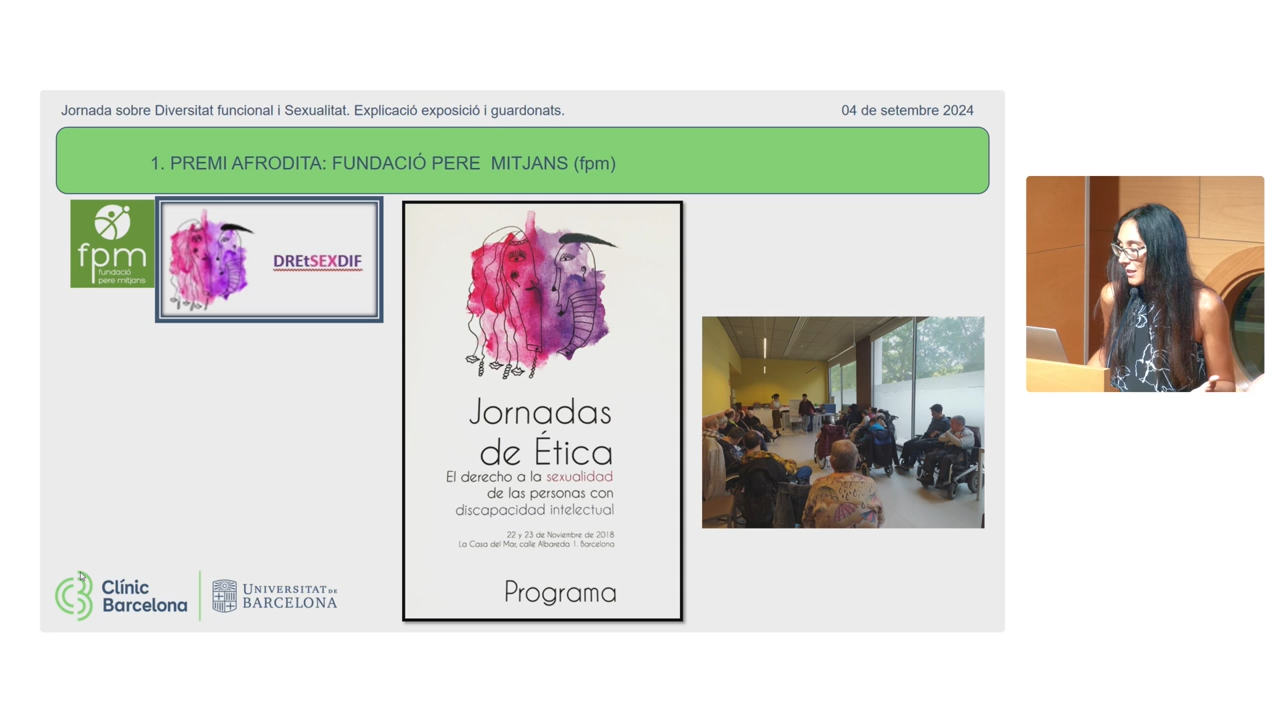 Jornada sobre Diversitat funcional i Sexualitat. Explicació exposició i guardonats.
04 de setembre 2024
1. PREMI AFRODITA: FUNDACIÓ PERE MITJANS (fpm)
fpm
fundació
pere mitjans
DREtSEXDIF
Jornadas
de Ética
El derecho a la sexualidad
de las personas con
discapacidad intelectual
22 y 23 de Noviembre de 2018
La Casa del Mar, calle Albareda 1. Barcelona
Programa
Clínic
Barcelona
UNIVERSITAT DE
BARCELONA